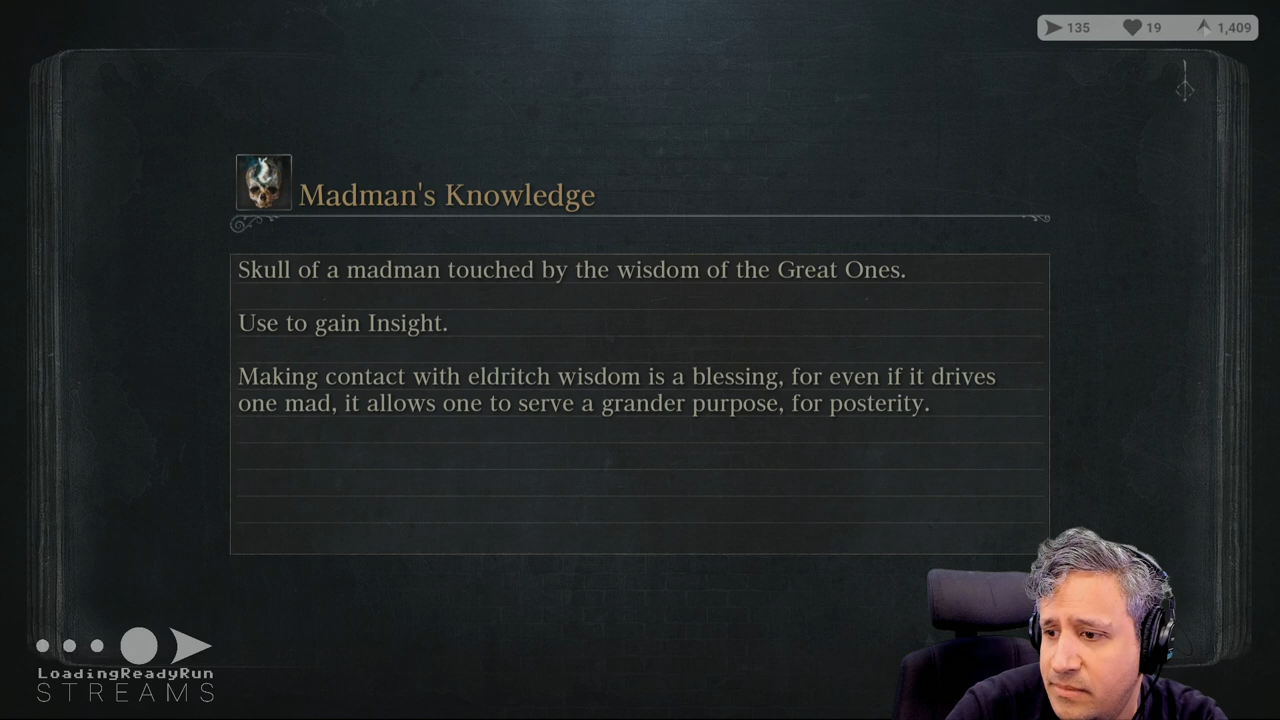 135 19 1,409
Madman's Knowledge
Skull of a madman touched by the wisdom of the Great Ones.
Use to gain Insight.
Making contact with eldritch wisdom is a blessing, for even if it drives
one mad, it allows one to serve a grander purpose, for posterity.
LoadingReadyRun
STREAMS